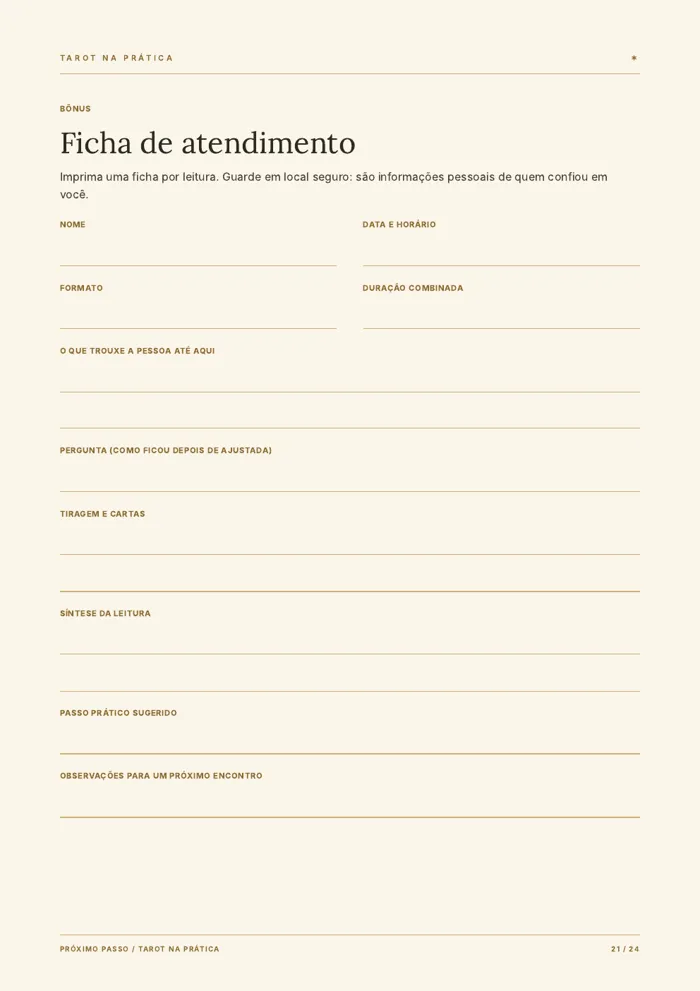 TAROT NA PRÁTICA *
BÔNUS
Ficha de atendimento
Imprima uma ficha por leitura. Guarde em local seguro: são informações pessoais de quem confiou em
você.
NOME
DATA E HORÁRIO
FORMATO
DURAÇÃO COMBINADA
O QUE TROUXE A PESSOA ATÉ AQUI
PERGUNTA (COMO FICOU DEPOIS DE AJUSTADA)
TIRAGEM E CARTAS
SÍNTESE DA LEITURA
PASSO PRÁTICO SUGERIDO
OBSERVAÇÕES PARA UM PRÓXIMO ENCONTRO
PRÓXIMO PASSO / TAROT NA PRÁTICA
21 / 24